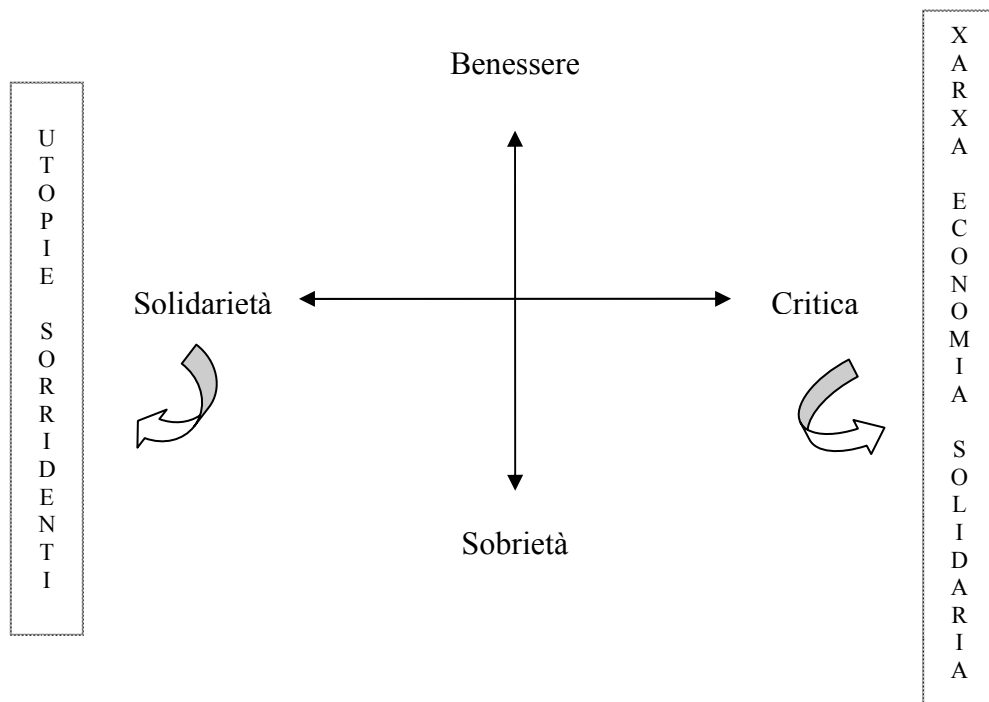 Benessere
UTOPIE SORRIDENTI
Solidarietà
Critica
Sobrietà
XARXA ECONOMIA SOLIDARIA